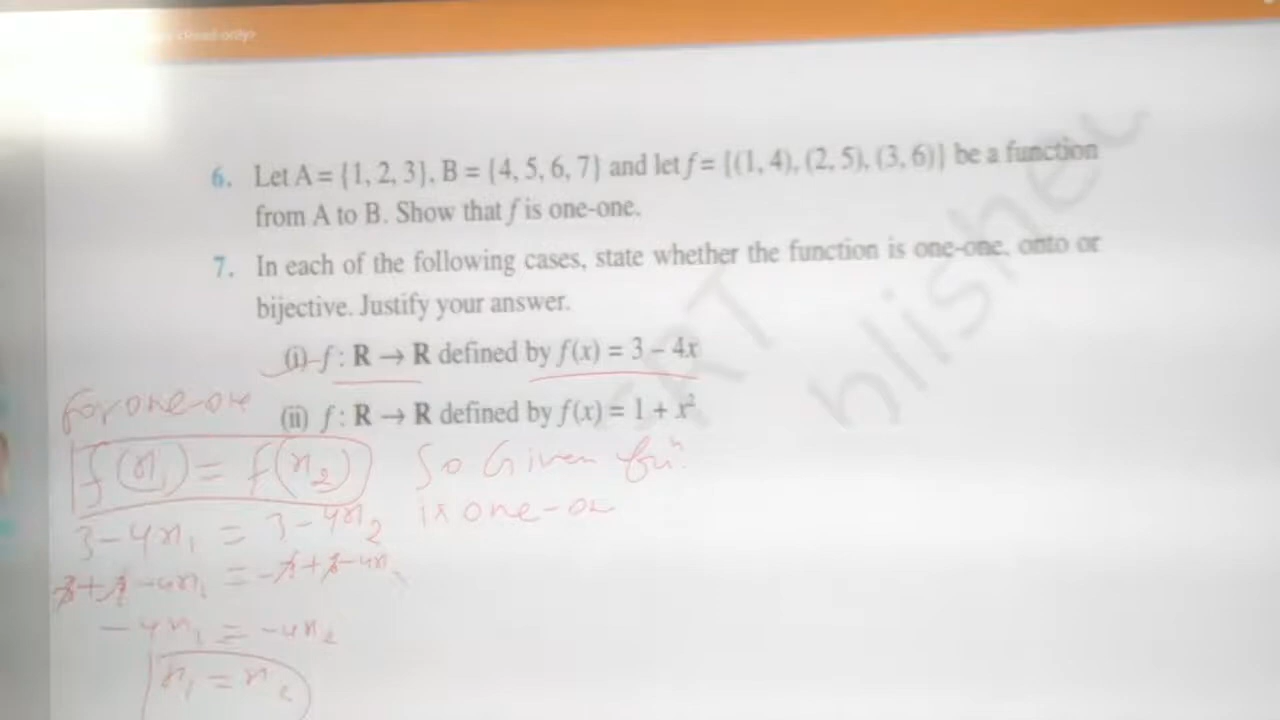 6. Let A = {1, 2, 3}, B = {4, 5, 6, 7} and let f = {(1, 4), (2, 5), (3, 6)} be a function
from A to B. Show that f is one-one.
7. In each of the following cases, state whether the function is one-one, onto or
bijective. Justify your answer.
(i) f : R → R defined by f(x) = 3 – 4x
(ii) f : R → R defined by f(x) = 1 + x²
For one-one
f(x₁) = f(x₂)
3-4x₁ = 3-4x₂
-4x₁ = -4x₂
x₁ = x₂
So Given fuⁿ.
is one-on